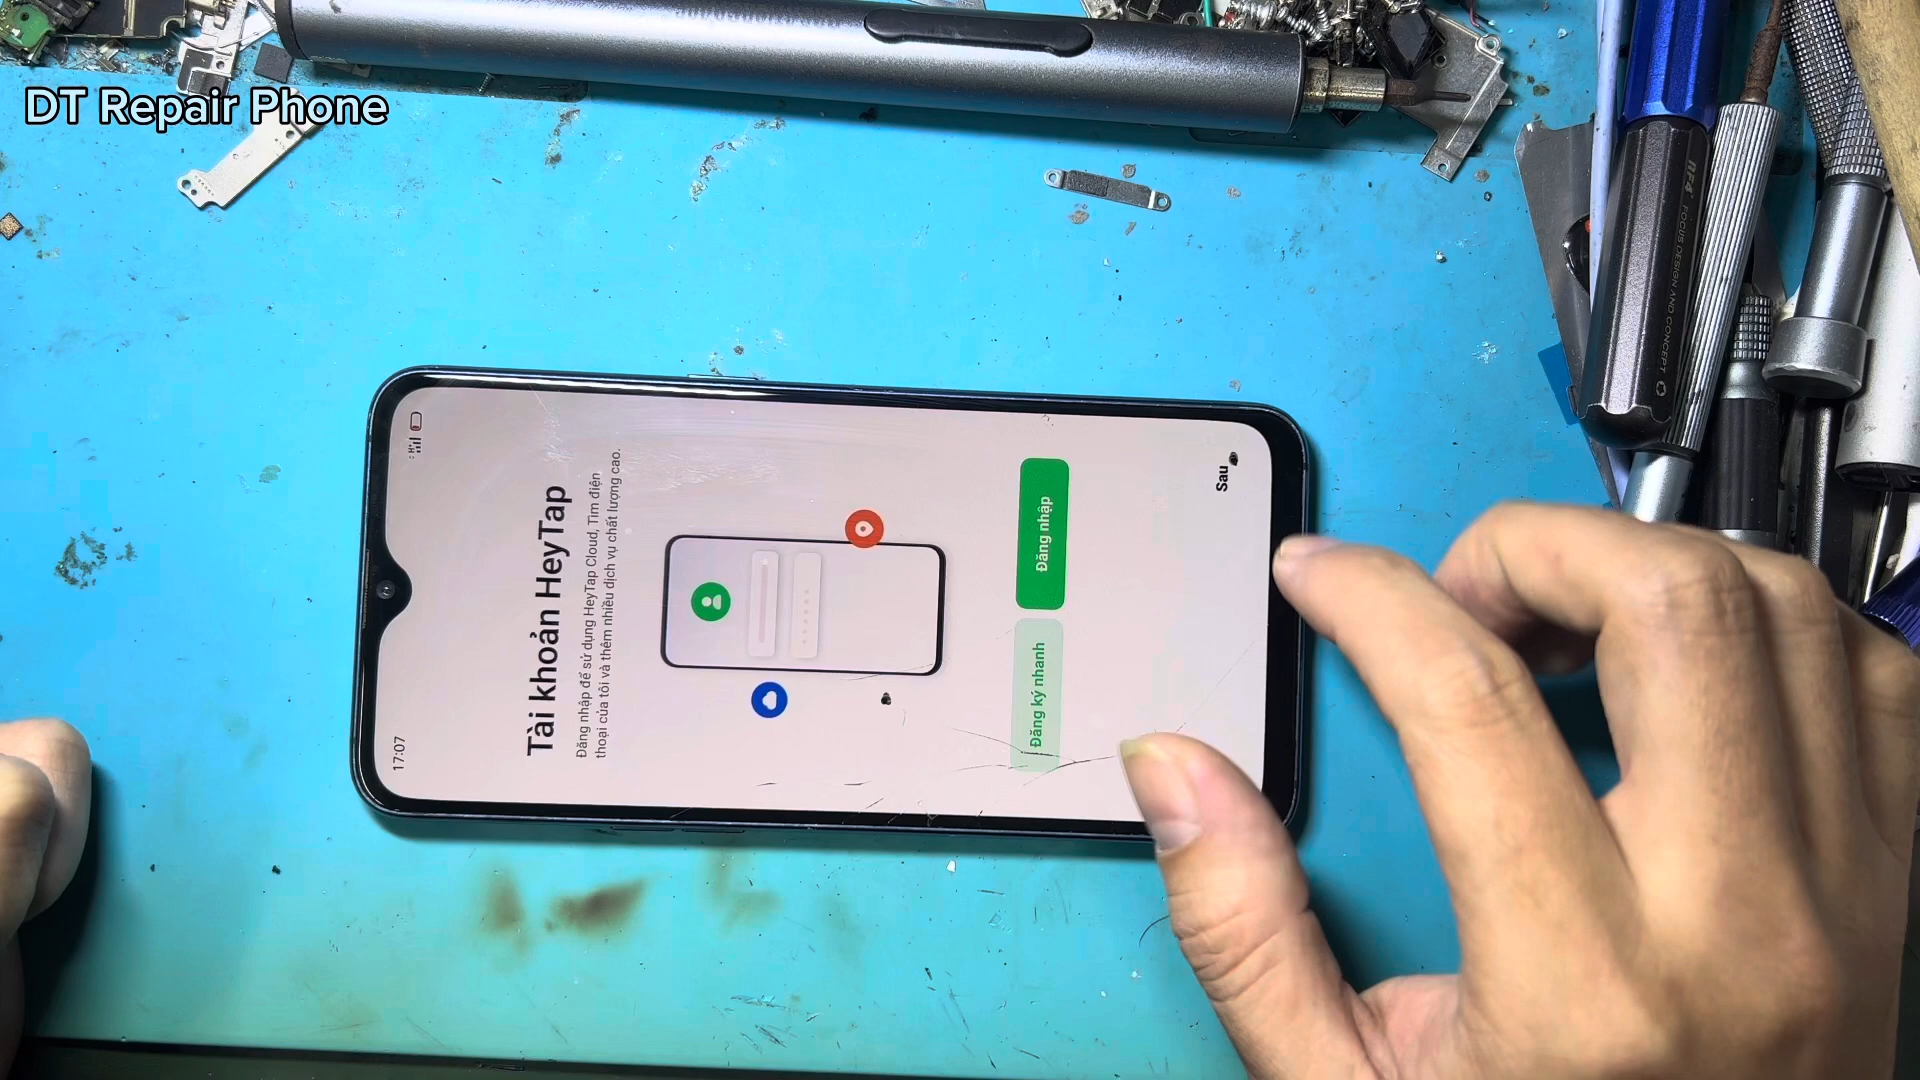 DT Repair Phone
17:07
Tài khoản HeyTap
Đăng nhập để sử dụng HeyTap Cloud, Tìm điện
thoại của tôi và thêm nhiều dịch vụ chất lượng cao.
Đăng ký nhanh
Đăng nhập
Sau
FOCUS DESIGN AND CONCEPT